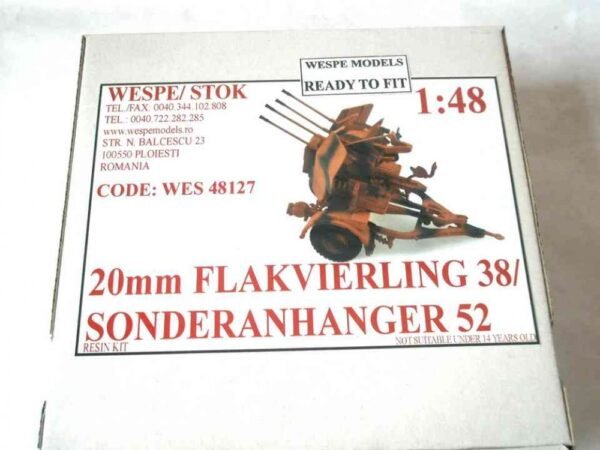 WESPE MODELS
READY TO FIT
WESPE/ STOK
TEL./FAX: 0040.344.102.808
TEL.: 0040.722.282.285
www.wespemodels.ro
STR. N. BALCESCU 23
100550 PLOIESTI
ROMANIA
1:48
CODE: WES 48127
20mm FLAKVIERLING 38/
SONDERANHANGER 52
RESIN KIT
NOT SUITABLE UNDER 14 YEARS OLD